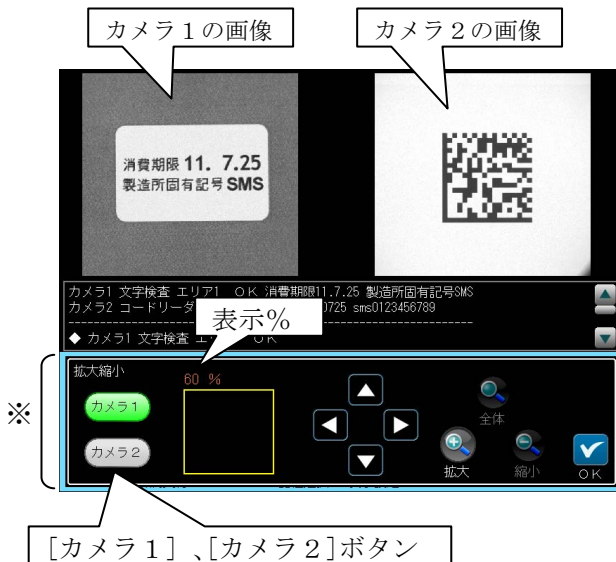 カメラ１の画像
カメラ２の画像
消費期限 11. 7.25
製造所固有記号 SMS
カメラ1 文字検査 エリア1 OK 消費期限11.7.25 製造所固有記号SMS
カメラ2 コードリーダ
0725 sms0123456789
表示%
◆ カメラ1 文字検査
OK
拡大縮小
60 %
カメラ1
カメラ2
全体
拡大
縮小
OK
※
［カメラ１］、［カメラ２］ボタン